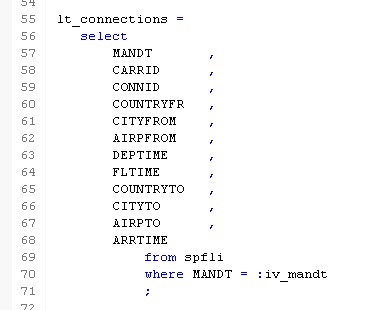 54
55 lt_connections =
56 select
57 MANDT ,
58 CARRID ,
59 CONNID ,
60 COUNTRYFR ,
61 CITYFROM ,
62 AIRPFROM ,
63 DEPTIME ,
64 FLTIME ,
65 COUNTRYTO ,
66 CITYTO ,
67 AIRPTO ,
68 ARRTIME
69 from spfli
70 where MANDT = :iv_mandt
71 ;
72